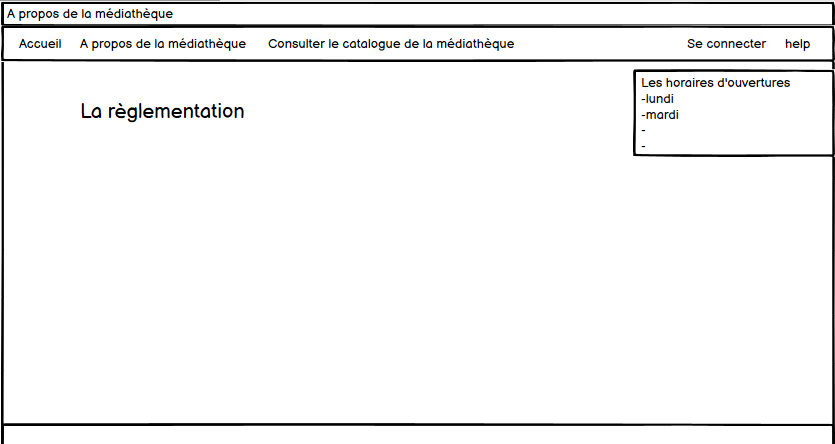 A propos de la médiathèque
Accueil A propos de la médiathèque Consulter le catalogue de la médiathèque Se connecter help
La règlementation
Les horaires d'ouvertures
-lundi
-mardi
-
-